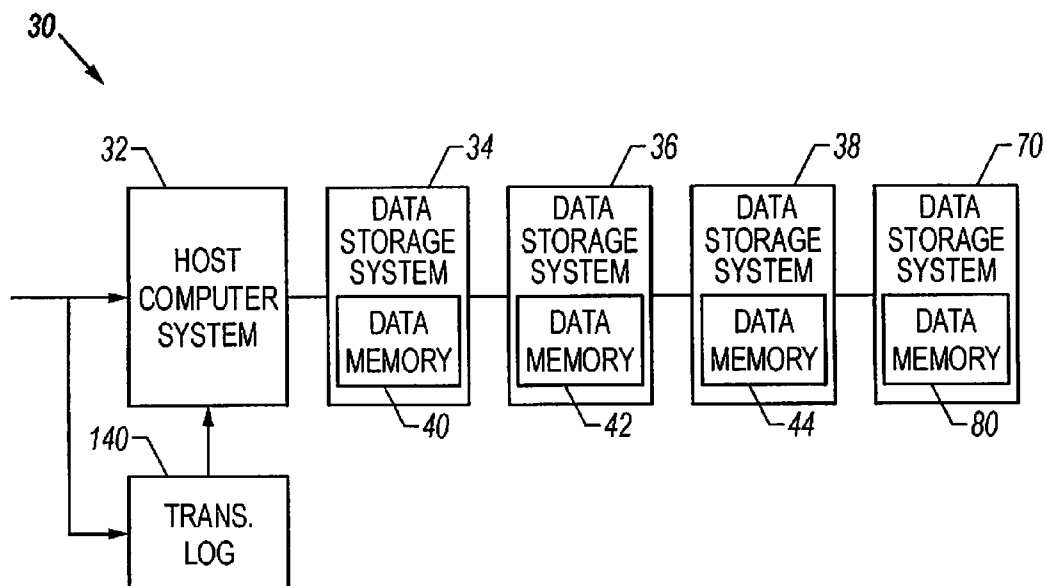 30
32
34
36
38
70
HOST
COMPUTER
SYSTEM
DATA
STORAGE
SYSTEM
DATA
MEMORY
DATA
STORAGE
SYSTEM
DATA
MEMORY
DATA
STORAGE
SYSTEM
DATA
MEMORY
DATA
STORAGE
SYSTEM
DATA
MEMORY
40
42
44
80
140
TRANS.
LOG